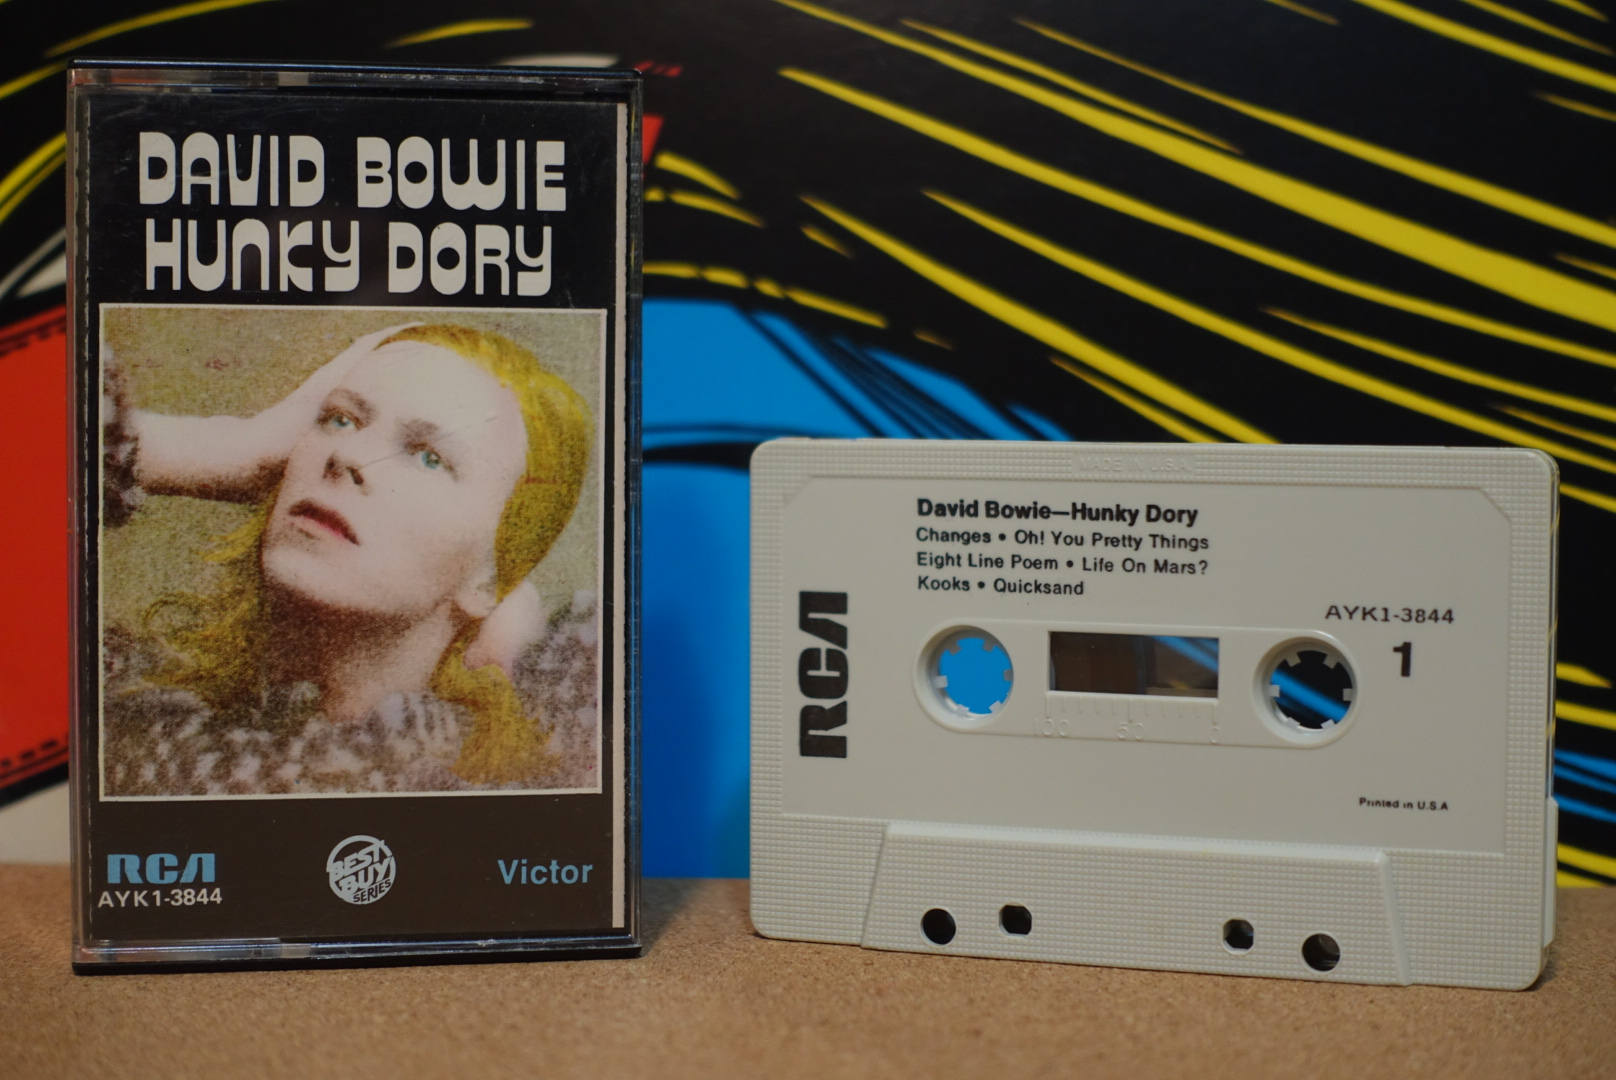 DAVID BOWIE
HUNKY DORY
RCA
AYK1-3844
BEST
BUY
SERIES
Victor
MADE IN U.S.A.
David Bowie—Hunky Dory
Changes • Oh! You Pretty Things
Eight Line Poem • Life On Mars?
Kooks • Quicksand
RCA
AYK1-3844
1
100 50 0
Printed in U.S.A